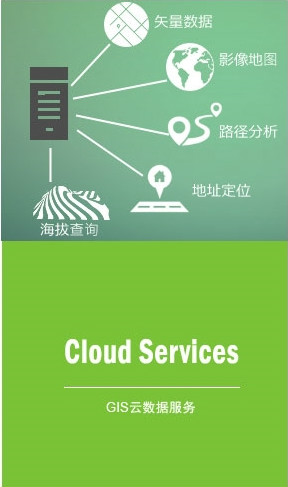 矢量数据
影像地图
路径分析
地址定位
海拔查询
Cloud Services
GIS云数据服务